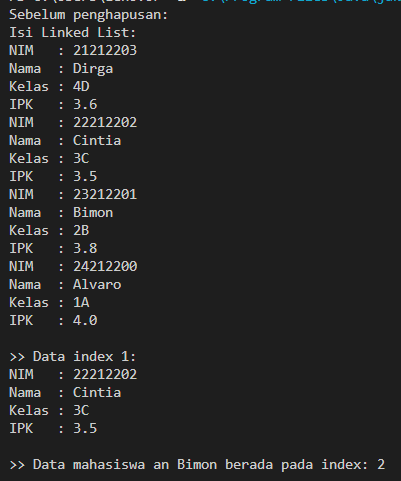 Sebelum penghapusan:
Isi Linked List:
NIM   : 21212203
Nama  : Dirga
Kelas : 4D
IPK   : 3.6
NIM   : 22212202
Nama  : Cintia
Kelas : 3C
IPK   : 3.5
NIM   : 23212201
Nama  : Bimon
Kelas : 2B
IPK   : 3.8
NIM   : 24212200
Nama  : Alvaro
Kelas : 1A
IPK   : 4.0
>> Data index 1:
NIM   : 22212202
Nama  : Cintia
Kelas : 3C
IPK   : 3.5
>> Data mahasiswa an Bimon berada pada index: 2